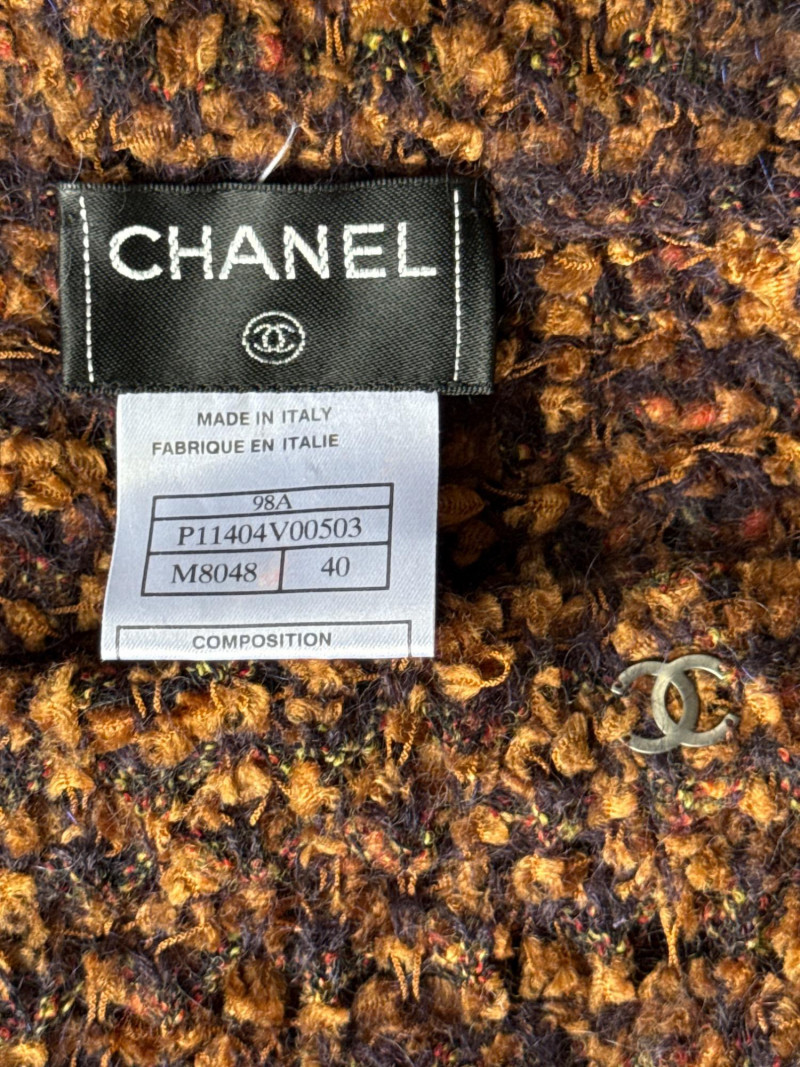 CHANEL
MADE IN ITALY
FABRIQUE EN ITALIE
98A
P11404V00503
M8048 40
COMPOSITION